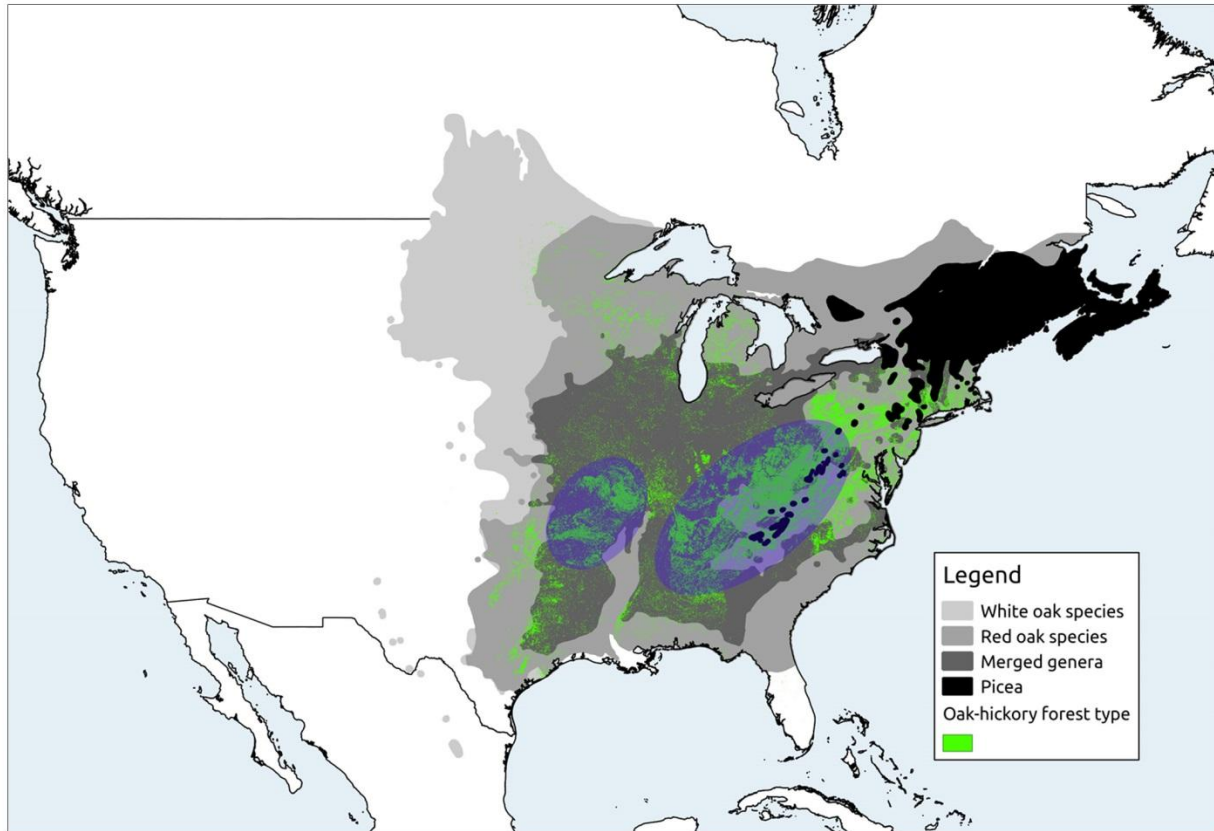 Legend
White oak species
Red oak species
Merged genera
Picea
Oak-hickory forest type